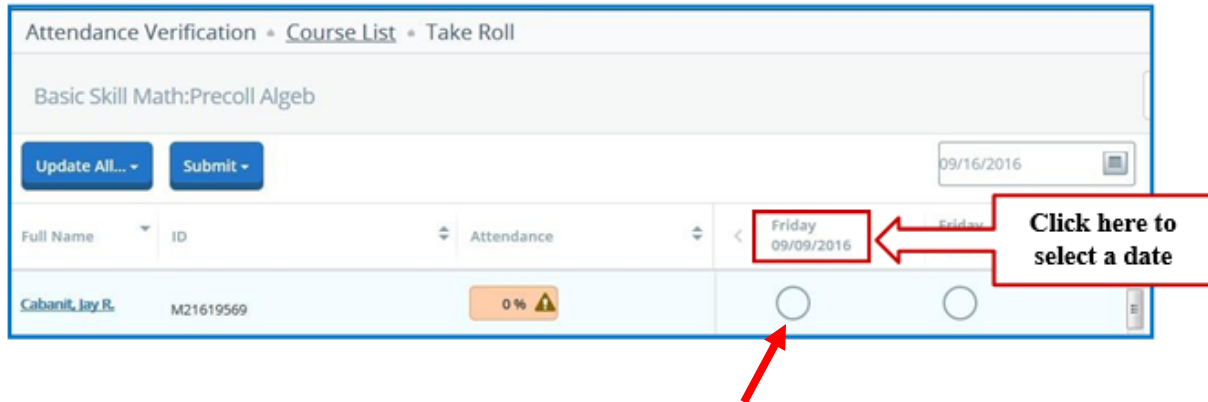 Attendance Verification • Course List • Take Roll
Basic Skill Math:Precoll Algeb
Update All... Submit
09/16/2016
Full Name ID Attendance < Friday Friday
09/09/2016
Click here to
select a date
Cabanit, Jay R. M21619569 0 %